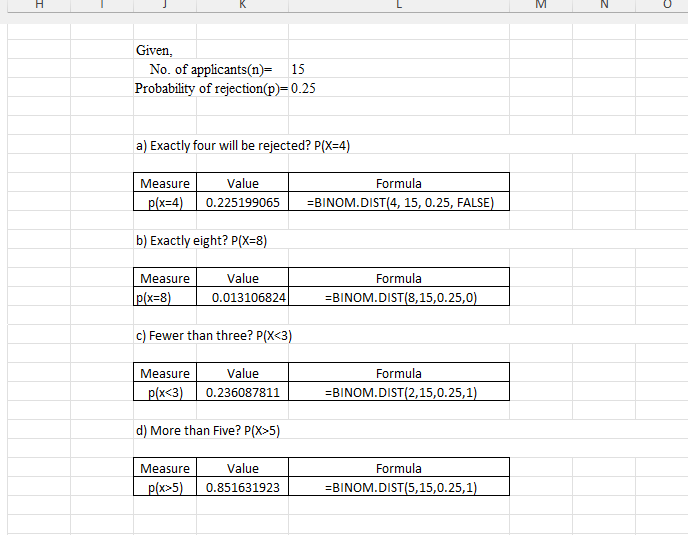 H I J K L M N O
Given,
No. of applicants(n)= 15
Probability of rejection(p)= 0.25
a) Exactly four will be rejected? P(X=4)
Measure Value Formula
p(x=4) 0.225199065 =BINOM.DIST(4, 15, 0.25, FALSE)
b) Exactly eight? P(X=8)
Measure Value Formula
p(x=8) 0.013106824 =BINOM.DIST(8,15,0.25,0)
c) Fewer than three? P(X<3)
Measure Value Formula
p(x<3) 0.236087811 =BINOM.DIST(2,15,0.25,1)
d) More than Five? P(X>5)
Measure Value Formula
p(x>5) 0.851631923 =BINOM.DIST(5,15,0.25,1)